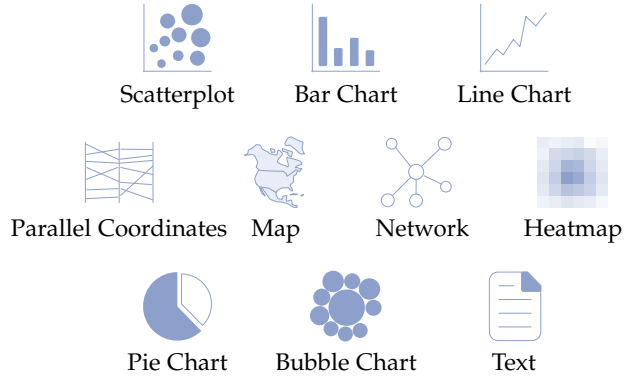 Scatterplot Bar Chart Line Chart
Parallel Coordinates Map Network Heatmap
Pie Chart Bubble Chart Text